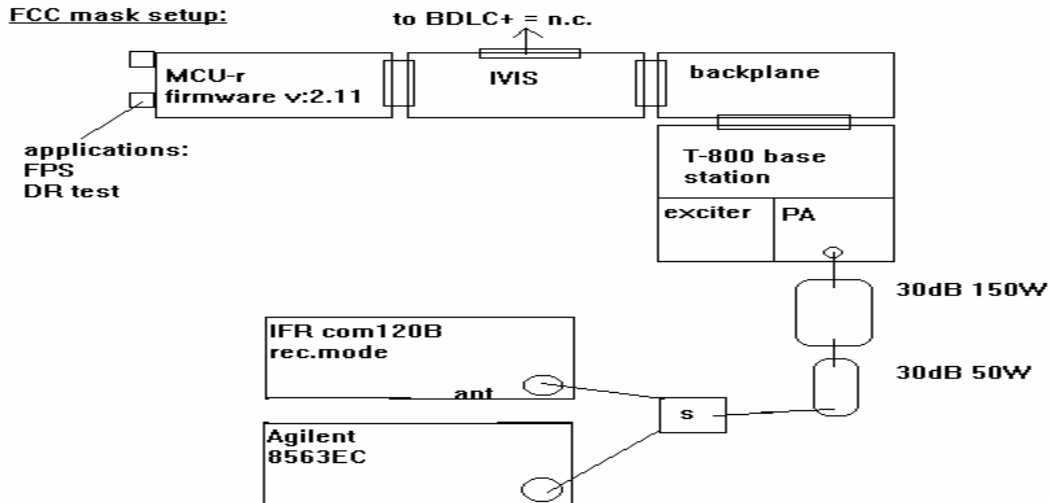 FCC mask setup:
to BDLC+ = n.c.
MCU-r
firmware v:2.11
IVIS
backplane
applications:
FPS
DR test
T-800 base
station
exciter
PA
30dB 150W
30dB 50W
IFR com120B
rec.mode
ant
s
Agilent
8563EC